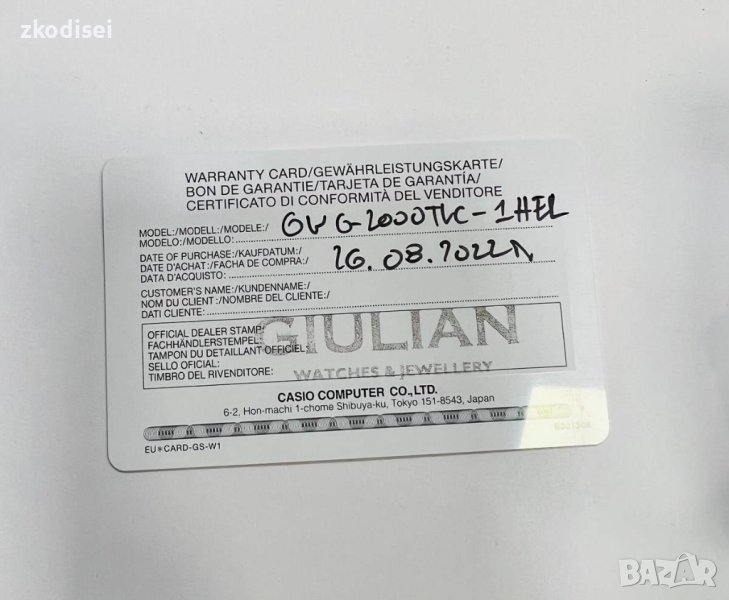 zkodisei
WARRANTY CARD/GEWÄHRLEISTUNGSKARTE/
BON DE GARANTIE/TARJETA DE GARANTÍA/
CERTIFICATO DI CONFORMITÀ DEL VENDITORE
MODEL:/MODELL:/MODELE:/ GWG2000TLC-1HER
MODELO:/MODELLO:
DATE OF PURCHASE:/KAUFDATUM:/
DATE D'ACHAT:/FACHA DE COMPRA:/ 26.08.2022
DATA D'ACQUISTO:
CUSTOMER'S NAME:/KUNDENNAME:/
NOM DU CLIENT:/NOMBRE DEL CLIENTE:/
DATI CLIENTE:
OFFICIAL DEALER STAMP:
FACHHÄNDLERSTEMPEL:
TAMPON DU DETAILLANT OFFICIEL:
SELLO OFICIAL:
TIMBRO DEL RIVENDITORE:
GIULIAN
WATCHES & JEWELLERY
CASIO COMPUTER CO.,LTD.
6-2, Hon-machi 1-chome Shibuya-ku, Tokyo 151-8543, Japan
EU*CARD-GS-W1
BAZAR